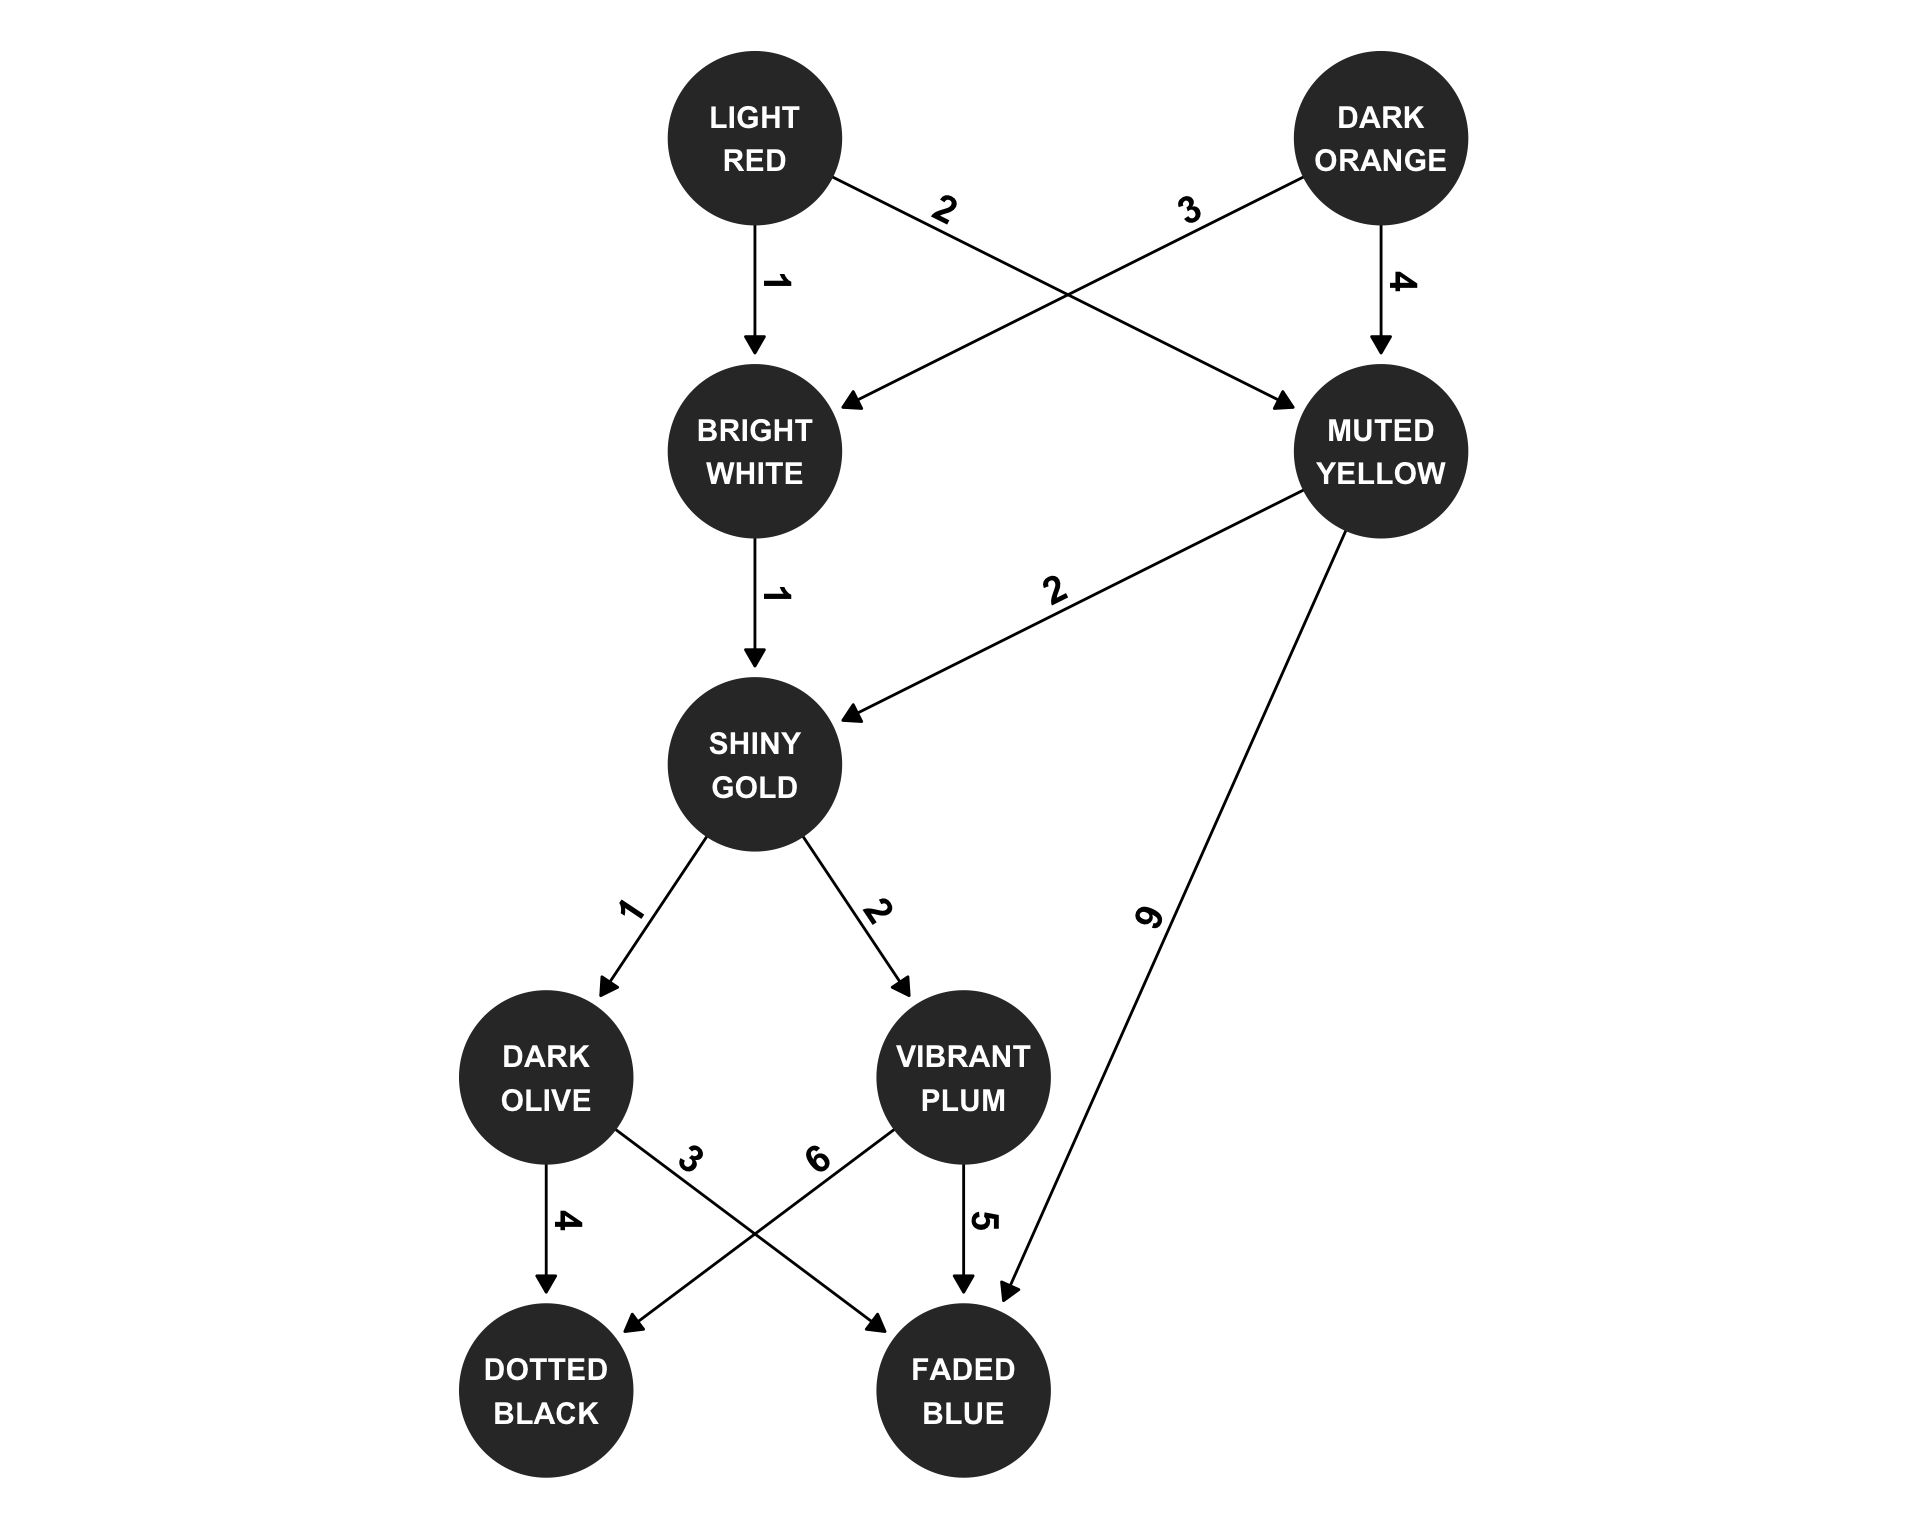 LIGHT
RED
DARK
ORANGE
2
3
1
4
BRIGHT
WHITE
MUTED
YELLOW
1
2
SHINY
GOLD
1
2
9
DARK
OLIVE
VIBRANT
PLUM
3
6
4
5
DOTTED
BLACK
FADED
BLUE